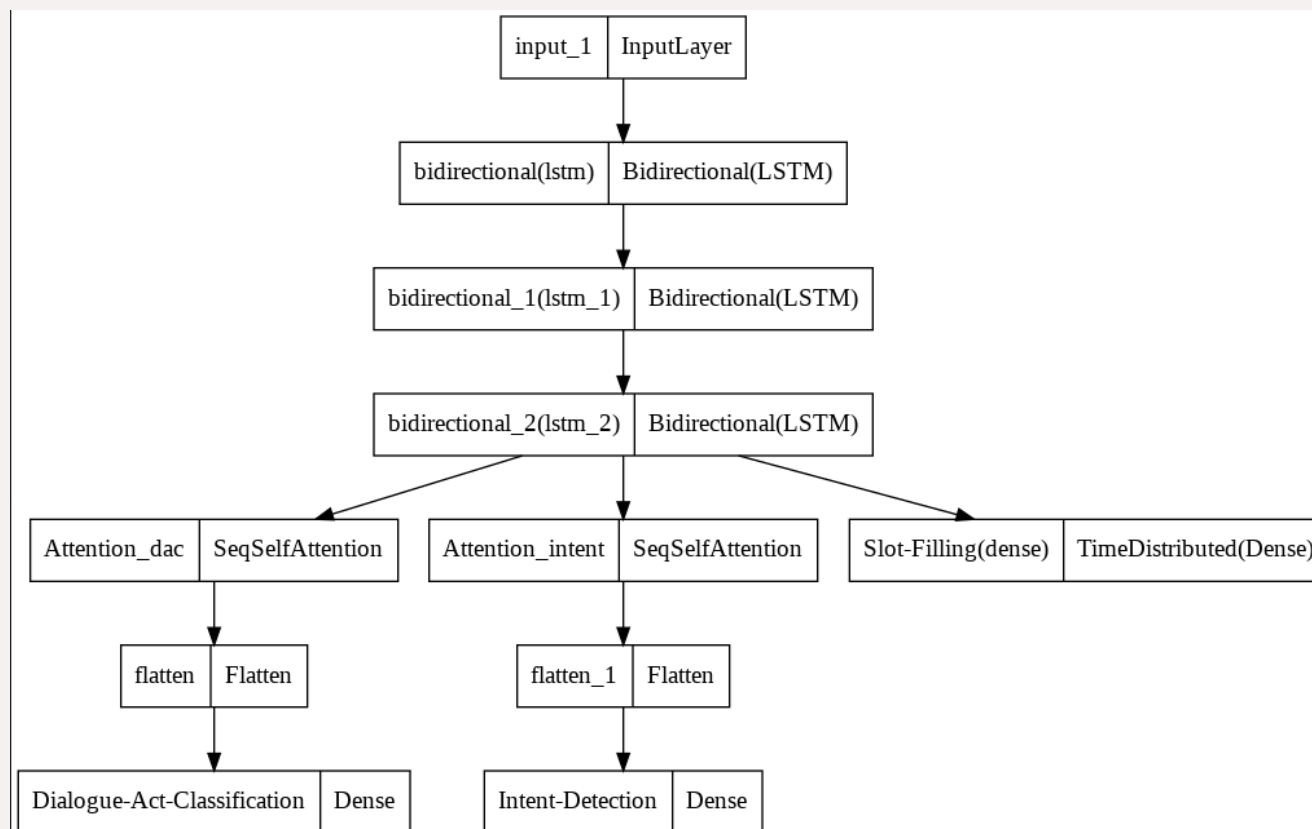 input_1 InputLayer
bidirectional(lstm) Bidirectional(LSTM)
bidirectional_1(lstm_1) Bidirectional(LSTM)
bidirectional_2(lstm_2) Bidirectional(LSTM)
Attention_dac SeqSelfAttention Attention_intent SeqSelfAttention Slot-Filling(dense) TimeDistributed(Dense)
flatten Flatten flatten_1 Flatten
Dialogue-Act-Classification Dense Intent-Detection Dense